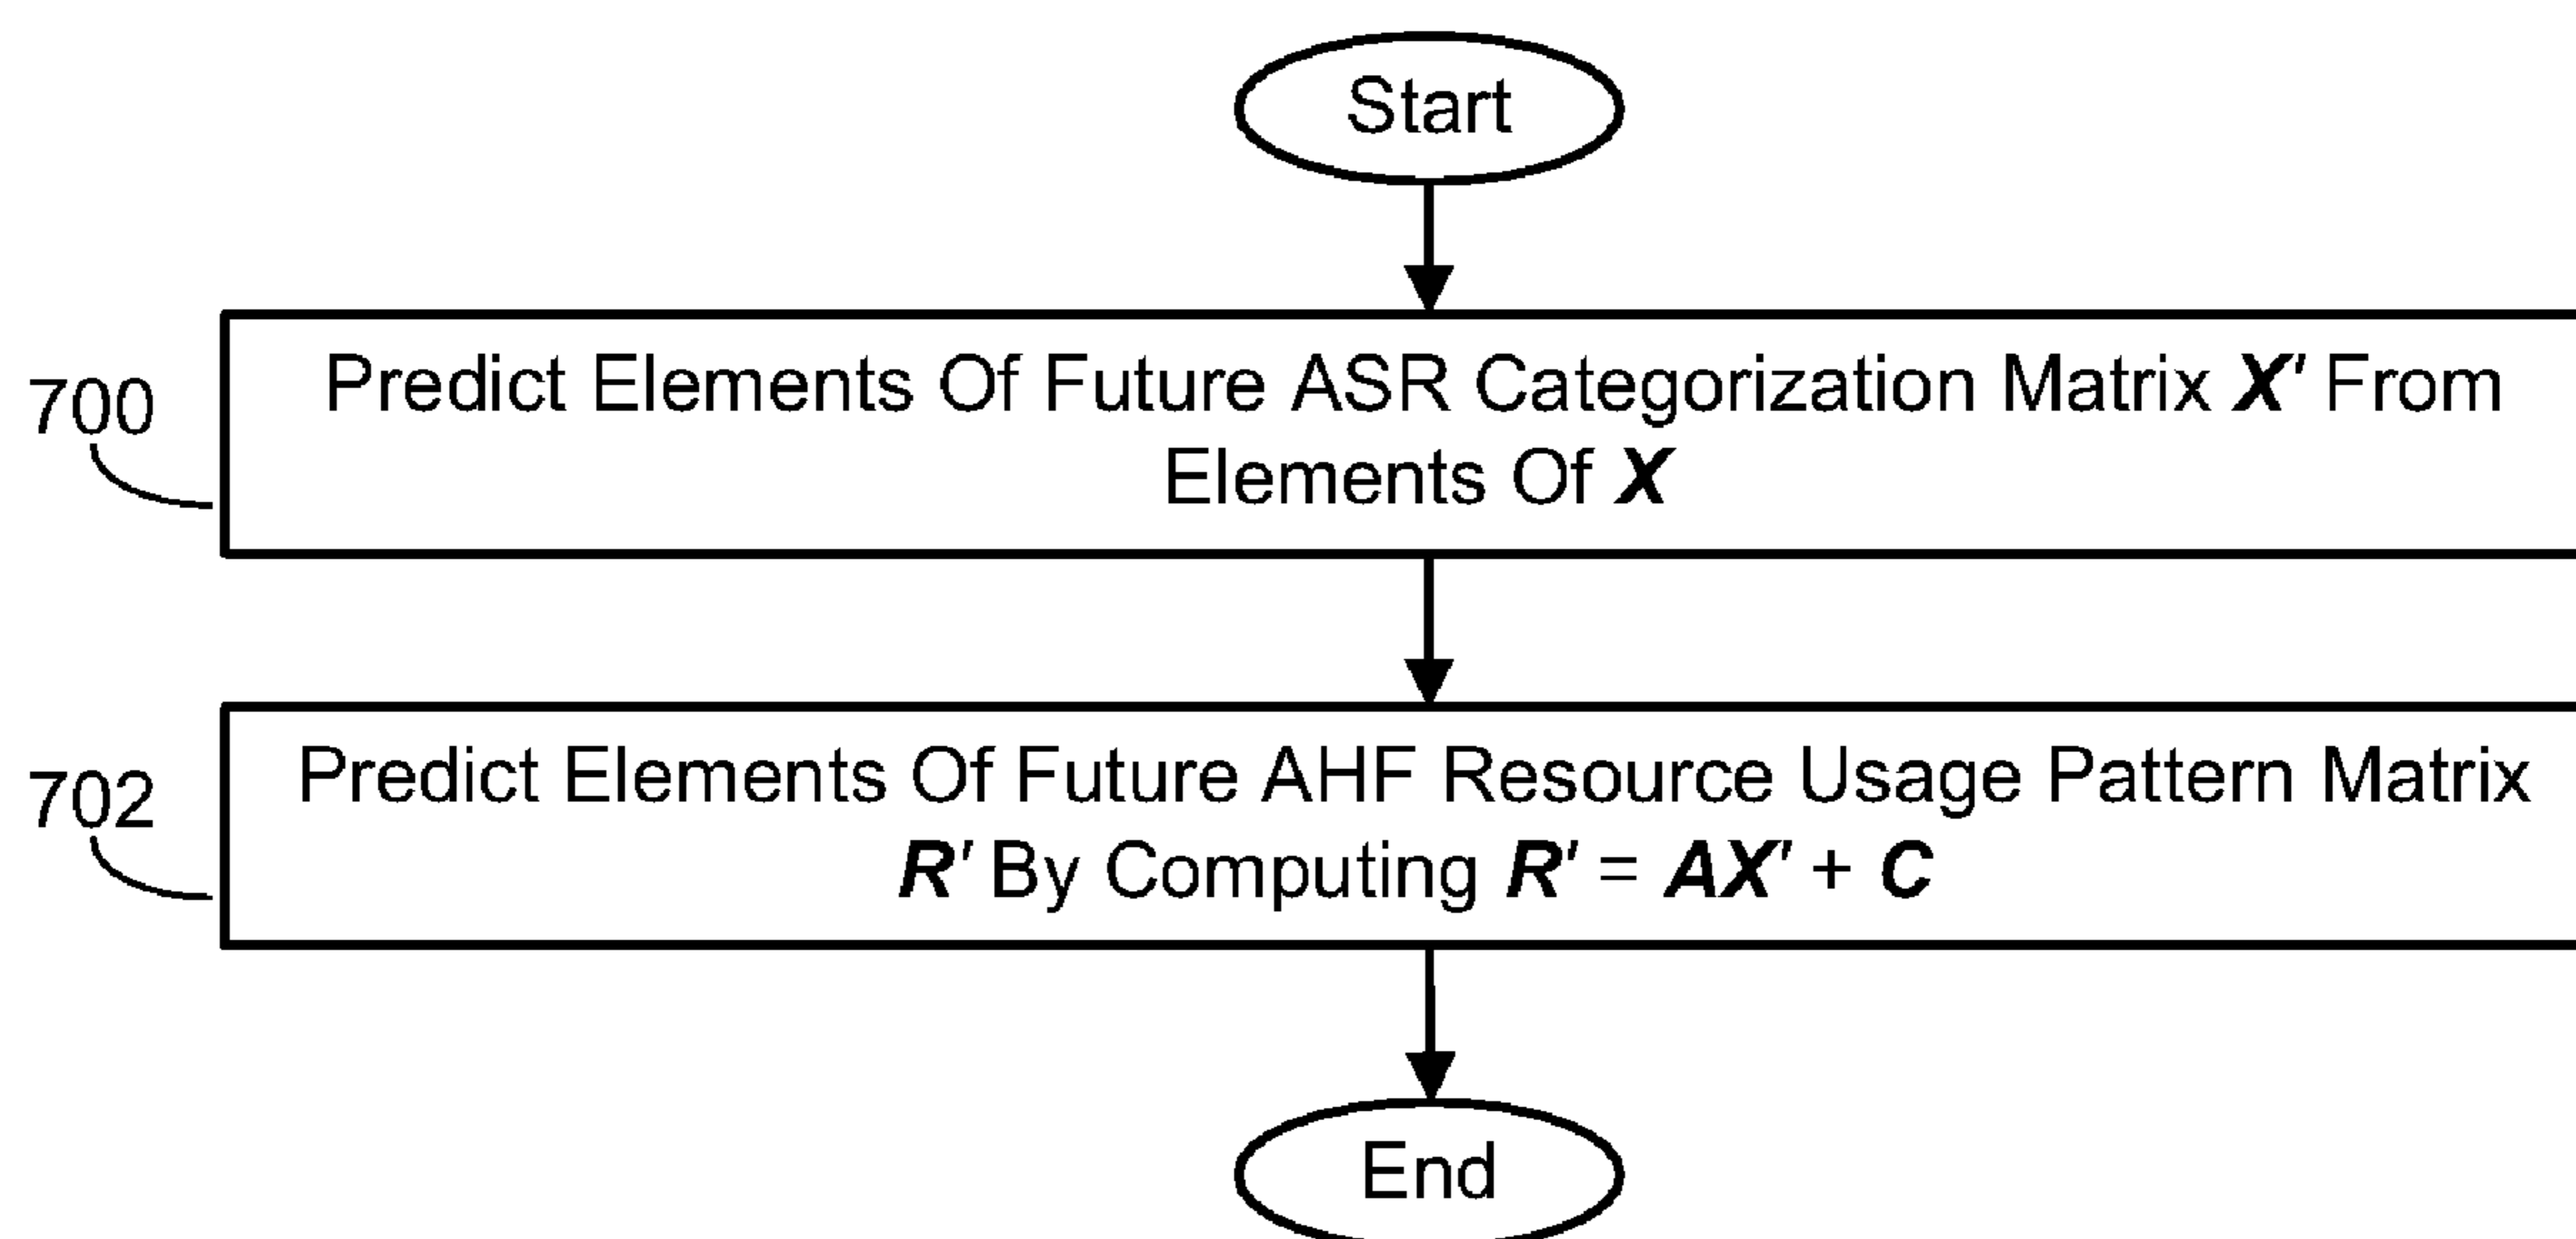 Start
700
Predict Elements Of Future ASR Categorization Matrix X' From
Elements Of X
702
Predict Elements Of Future AHF Resource Usage Pattern Matrix
R' By Computing R' = AX' + C
End